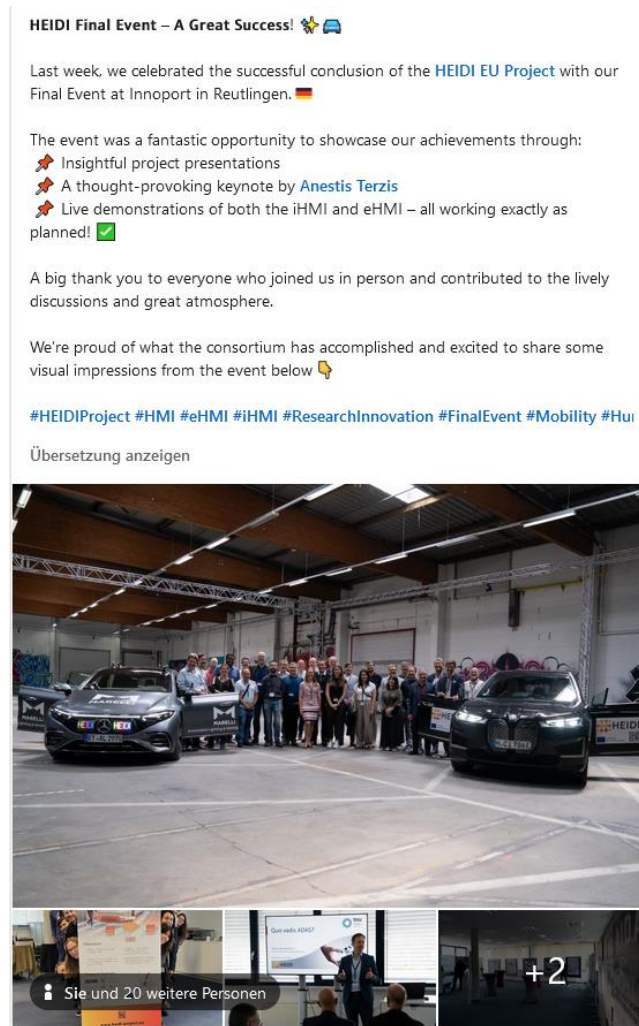 HEIDI Final Event – A Great Success! ✨🚘
Last week, we celebrated the successful conclusion of the HEIDI EU Project with our
Final Event at Innoport in Reutlingen. 🇩🇪
The event was a fantastic opportunity to showcase our achievements through:
📌 Insightful project presentations
📌 A thought-provoking keynote by Anestis Terzis
📌 Live demonstrations of both the iHMI and eHMI – all working exactly as
planned! ✅
A big thank you to everyone who joined us in person and contributed to the lively
discussions and great atmosphere.
We're proud of what the consortium has accomplished and excited to share some
visual impressions from the event below 👇
#HEIDIProject #HMI #eHMI #iHMI #ResearchInnovation #FinalEvent #Mobility #Hu
Übersetzung anzeigen
MARELLI
MARELLI
HEIDI HEIDI
HEIDI
HEIDI
Quo vadis ADAS?
+2
Sie und 20 weitere Personen